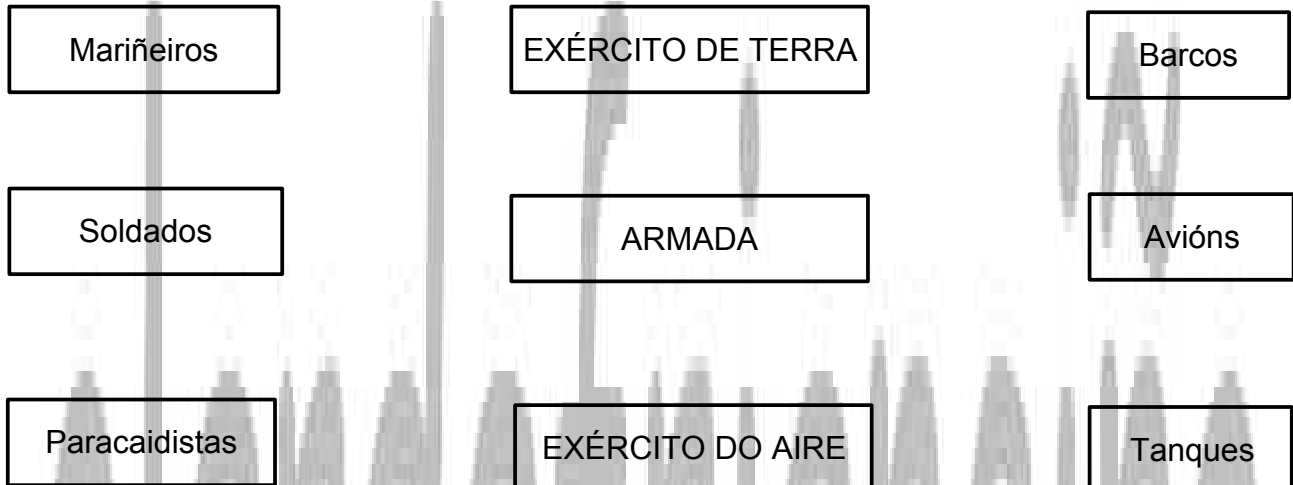 Mariñeiros
EXÉRCITO DE TERRA
Barcos
Soldados
ARMADA
Avións
Paracaidistas
EXÉRCITO DO AIRE
Tanques